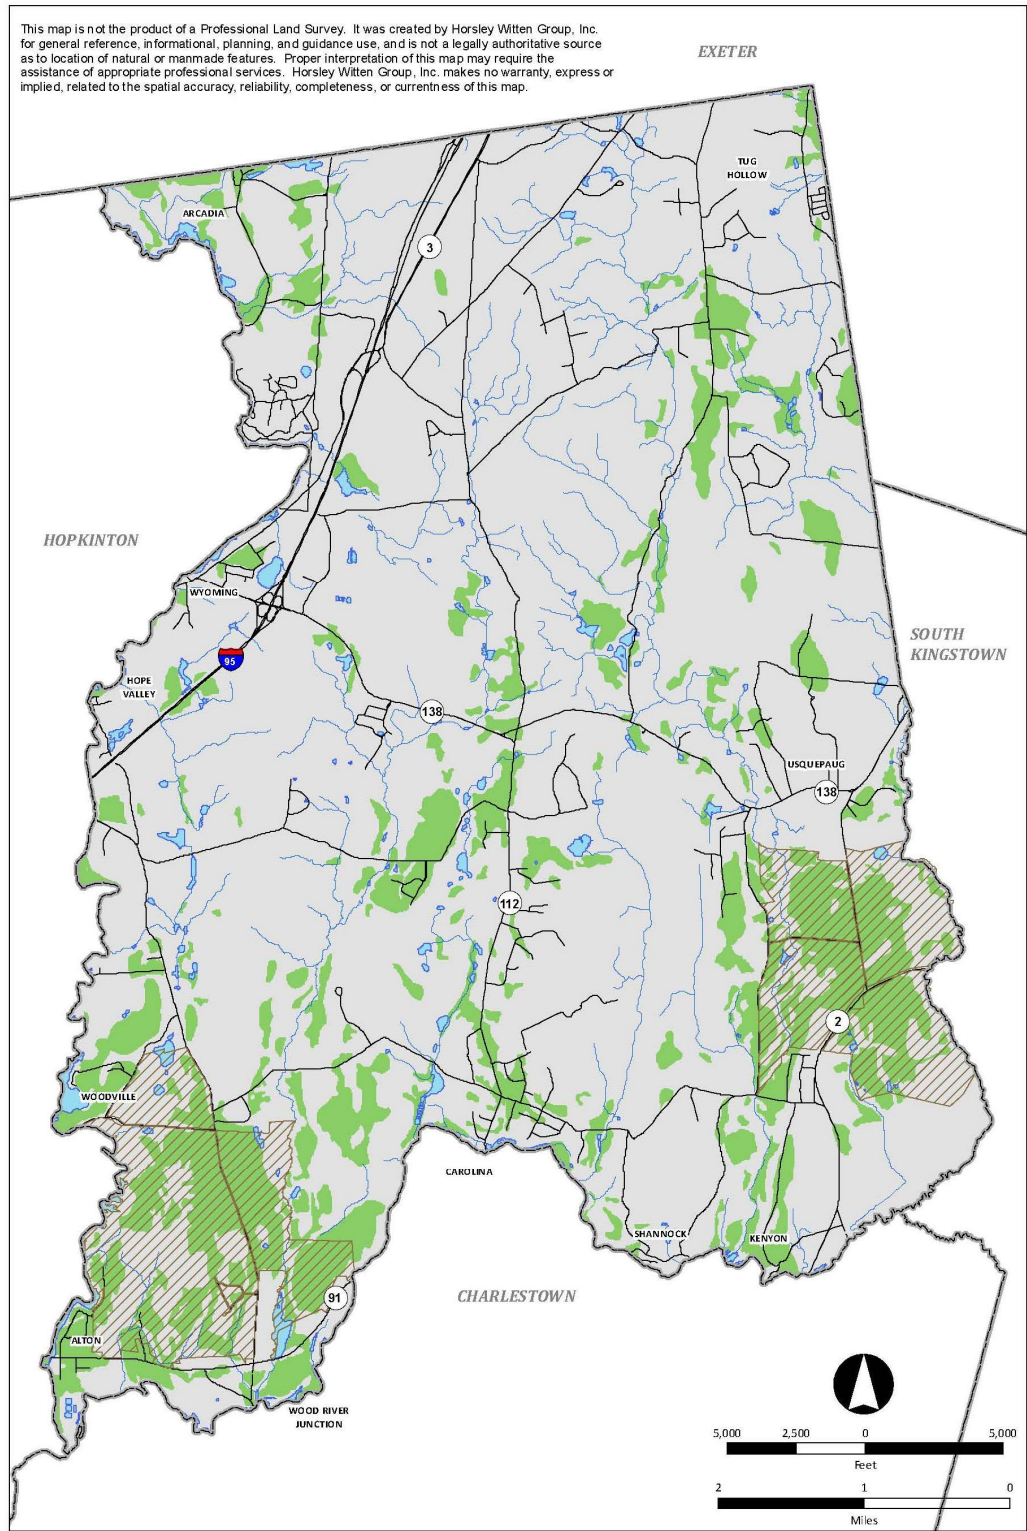 This map is not the product of a Professional Land Survey. It was created by Horsley Witten Group, Inc.
for general reference, informational, planning, and guidance use, and is not a legally authoritative source
as to location of natural or manmade features. Proper interpretation of this map may require the
assistance of appropriate professional services. Horsley Witten Group, Inc. makes no warranty, express or
implied, related to the spatial accuracy, reliability, completeness, or currentness of this map.
EXETER
TUG
HOLLOW
ARCADIA
3
HOPKINTON
WYOMING
SOUTH
KINGSTOWN
95
HOPE
VALLEY
138
USQUEPAUG
138
112
2
WOODVILLE
CAROLINA
SHANNOCK
KENYON
CHARLESTOWN
91
ALTON
WOOD RIVER
JUNCTION
5,000 2,500 0 5,000
Feet
2 1 0
Miles